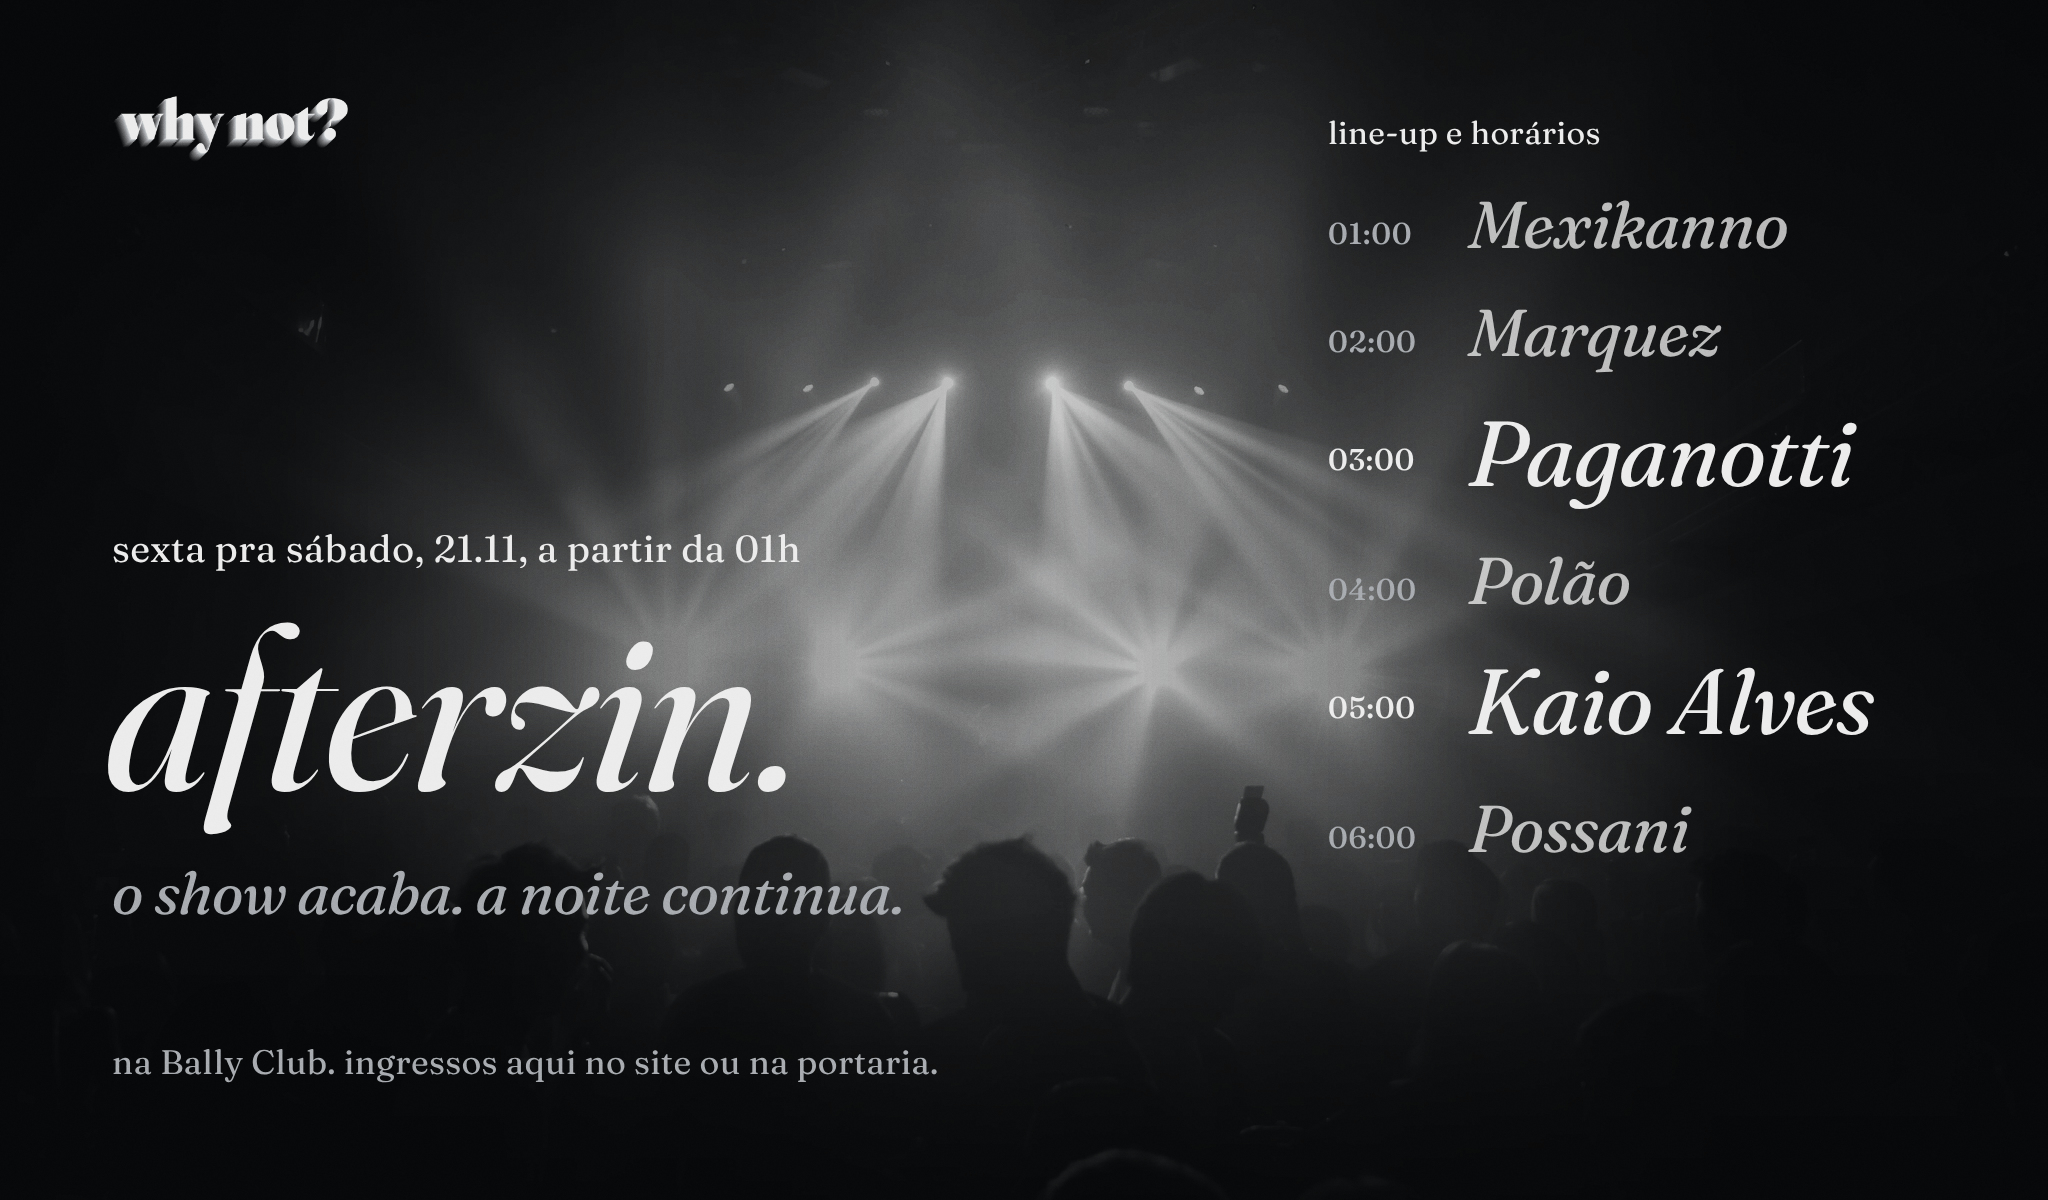 why not?
sexta pra sábado, 21.11, a partir da 01h
afterzin.
o show acaba. a noite continua.
na Bally Club. ingressos aqui no site ou na portaria.
line-up e horários
01:00 Mexikanno
02:00 Marquez
03:00 Paganotti
04:00 Polão
05:00 Kaio Alves
06:00 Possani